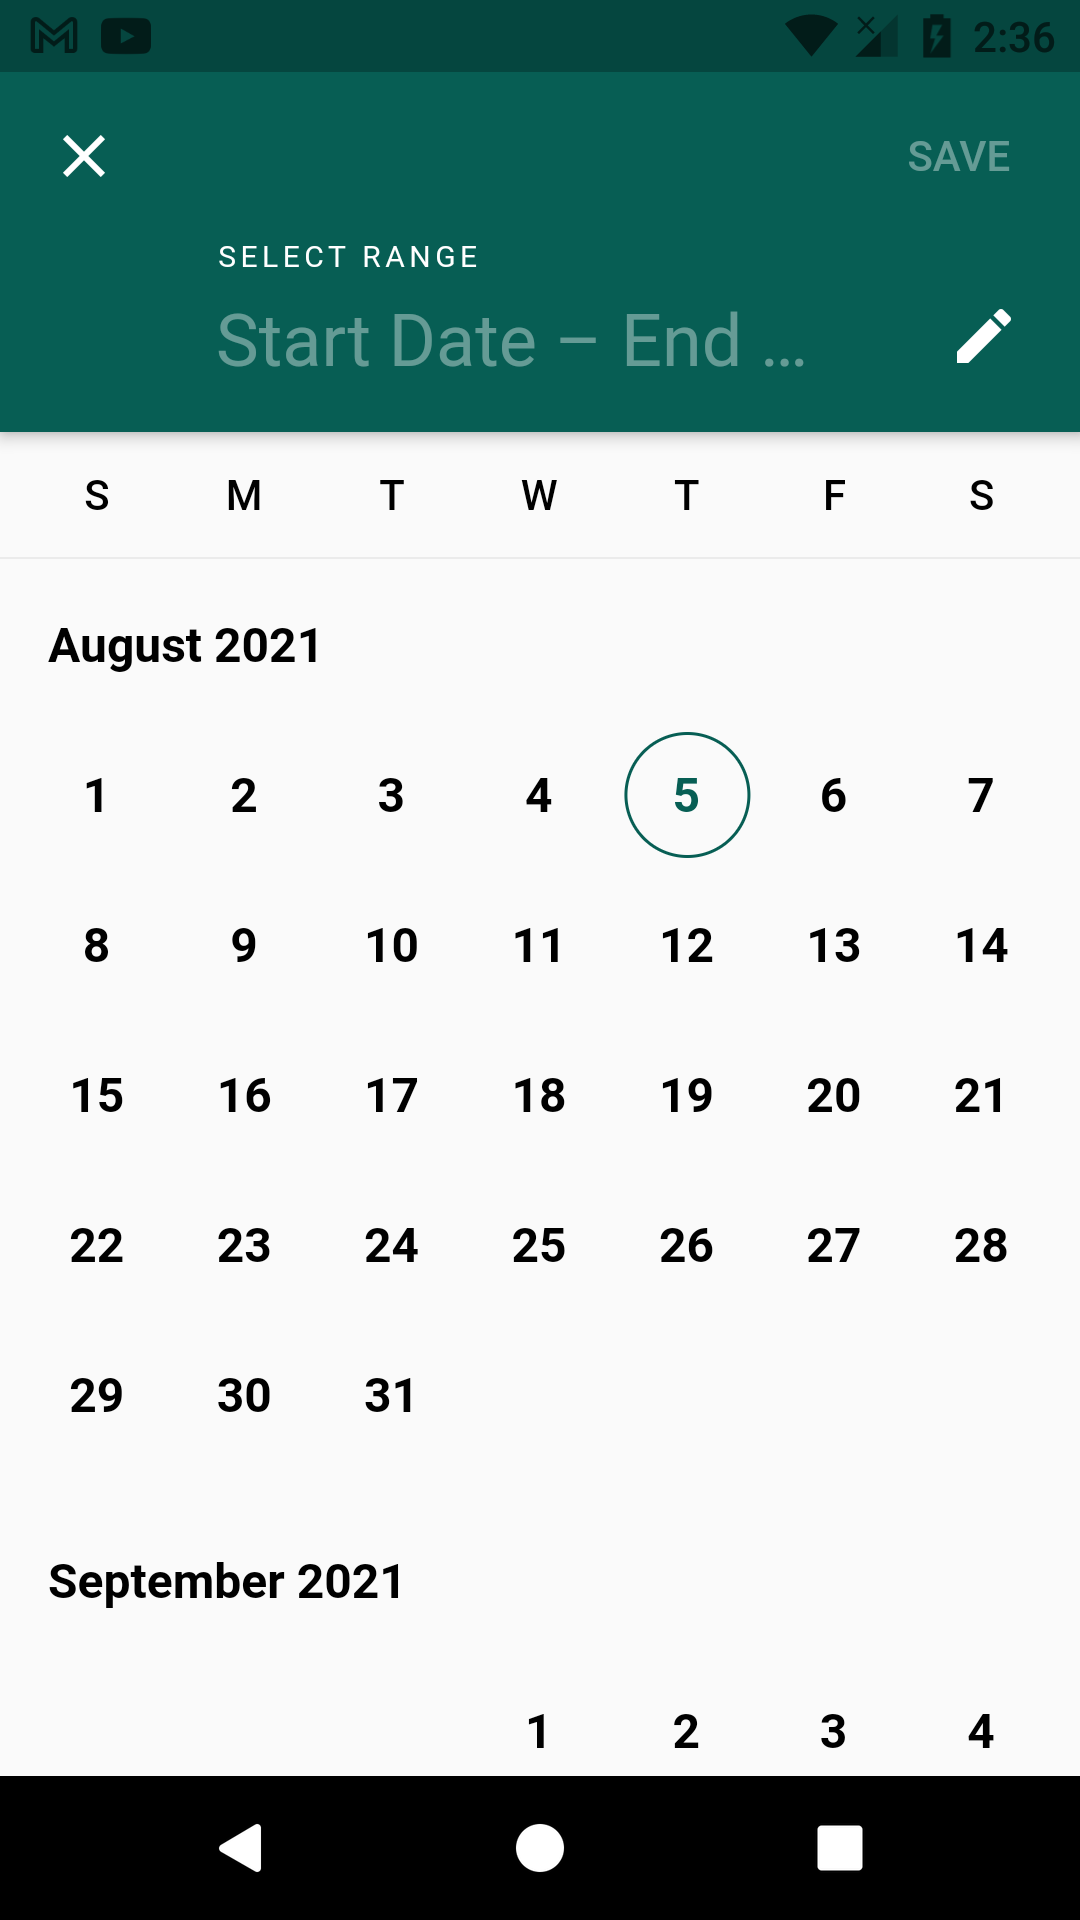 2:36
SAVE
SELECT RANGE
Start Date – End ...
S M T W T F S
August 2021
1 2 3 4 5 6 7
8 9 10 11 12 13 14
15 16 17 18 19 20 21
22 23 24 25 26 27 28
29 30 31
September 2021
1 2 3 4